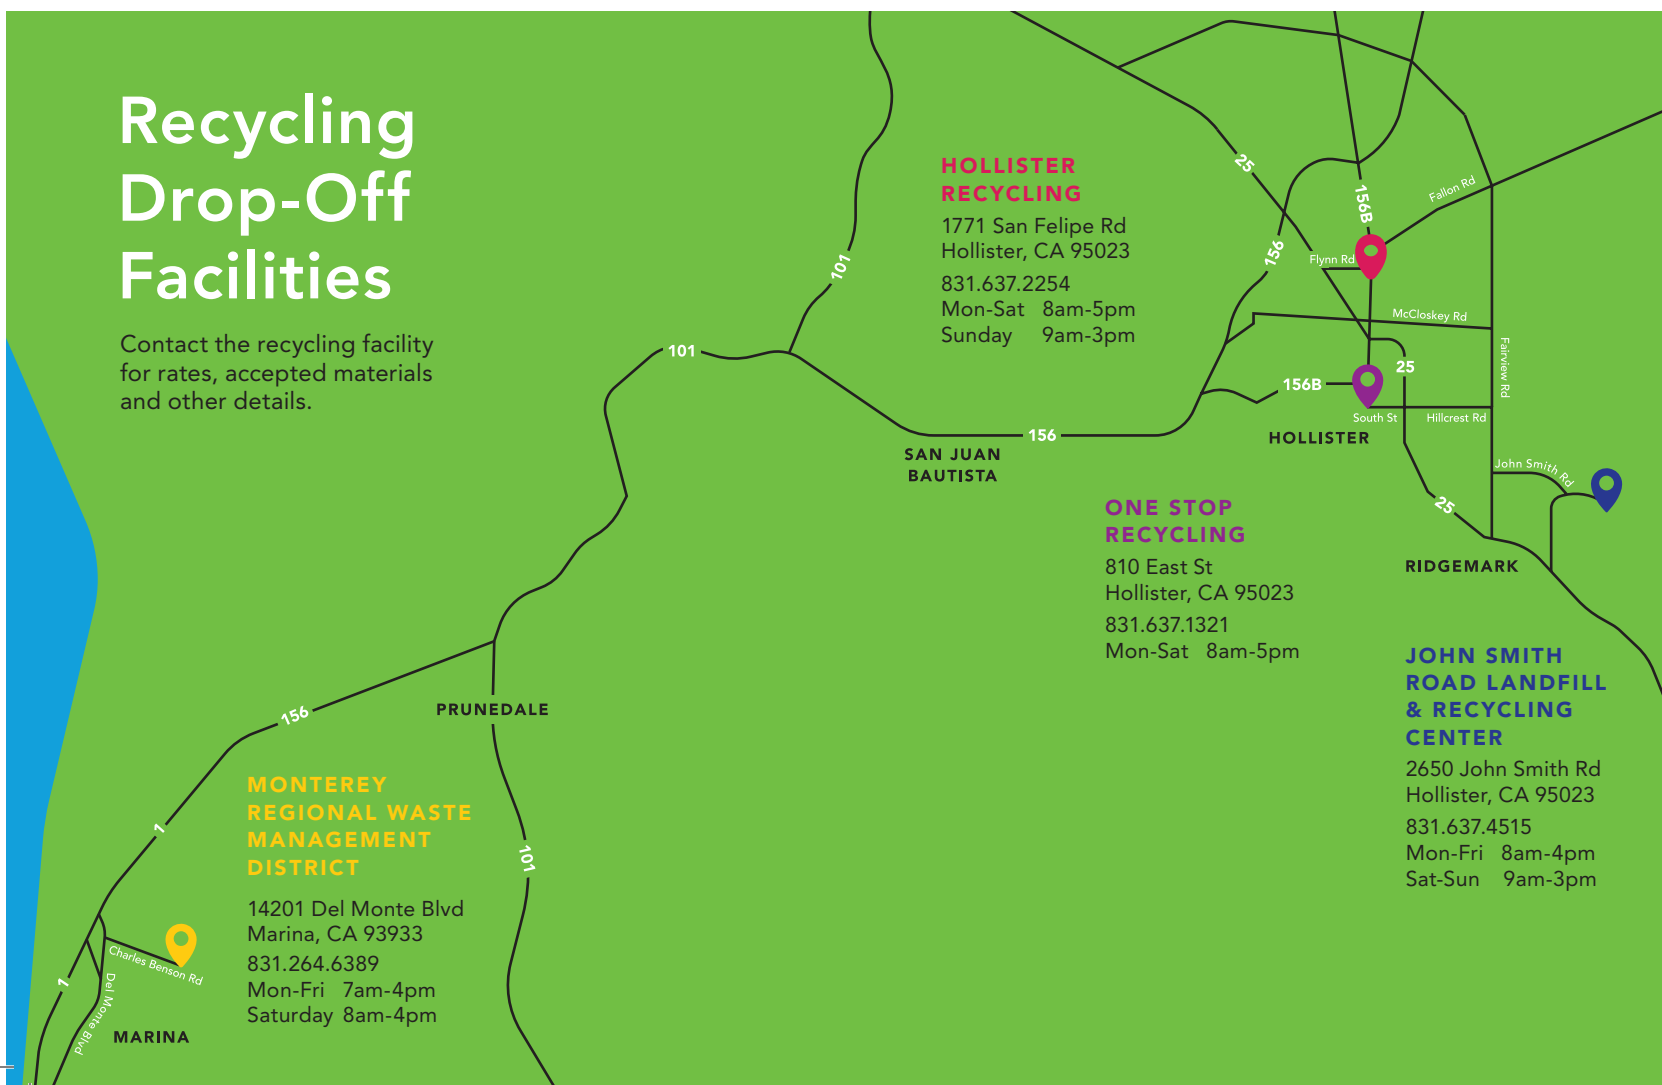 Recycling
Drop-Off
Facilities
Contact the recycling facility
for rates, accepted materials
and other details.
HOLLISTER
RECYCLING
1771 San Felipe Rd
Hollister, CA 95023
831.637.2254
Mon-Sat 8am-5pm
Sunday 9am-3pm
ONE STOP
RECYCLING
810 East St
Hollister, CA 95023
831.637.1321
Mon-Sat 8am-5pm
JOHN SMITH
ROAD LANDFILL
& RECYCLING
CENTER
2650 John Smith Rd
Hollister, CA 95023
831.637.4515
Mon-Fri 8am-4pm
Sat-Sun 9am-3pm
MONTEREY
REGIONAL WASTE
MANAGEMENT
DISTRICT
14201 Del Monte Blvd
Marina, CA 93933
831.264.6389
Mon-Fri 7am-4pm
Saturday 8am-4pm
25
156B
Fallon Rd
156
Flynn Rd
101
McCloskey Rd
Fairview Rd
101
25
156B
South St
Hillcrest Rd
156
HOLLISTER
SAN JUAN
BAUTISTA
John Smith Rd
25
RIDGEMARK
156
PRUNEDALE
1
101
Charles Benson Rd
1
Del Monte Blvd
MARINA